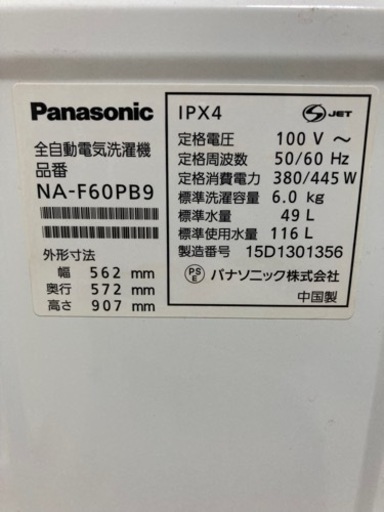 Panasonic
全自動電気洗濯機
品番
NA-F60PB9
外形寸法
幅 562 mm
奥行 572 mm
高さ 907 mm
IPX4
S JET
定格電圧 100 V ～
定格周波数 50/60 Hz
定格消費電力 380/445 W
標準洗濯容量 6.0 kg
標準水量 49 L
標準使用水量 116 L
製造番号 15D1301356
PSE パナソニック株式会社
中国製